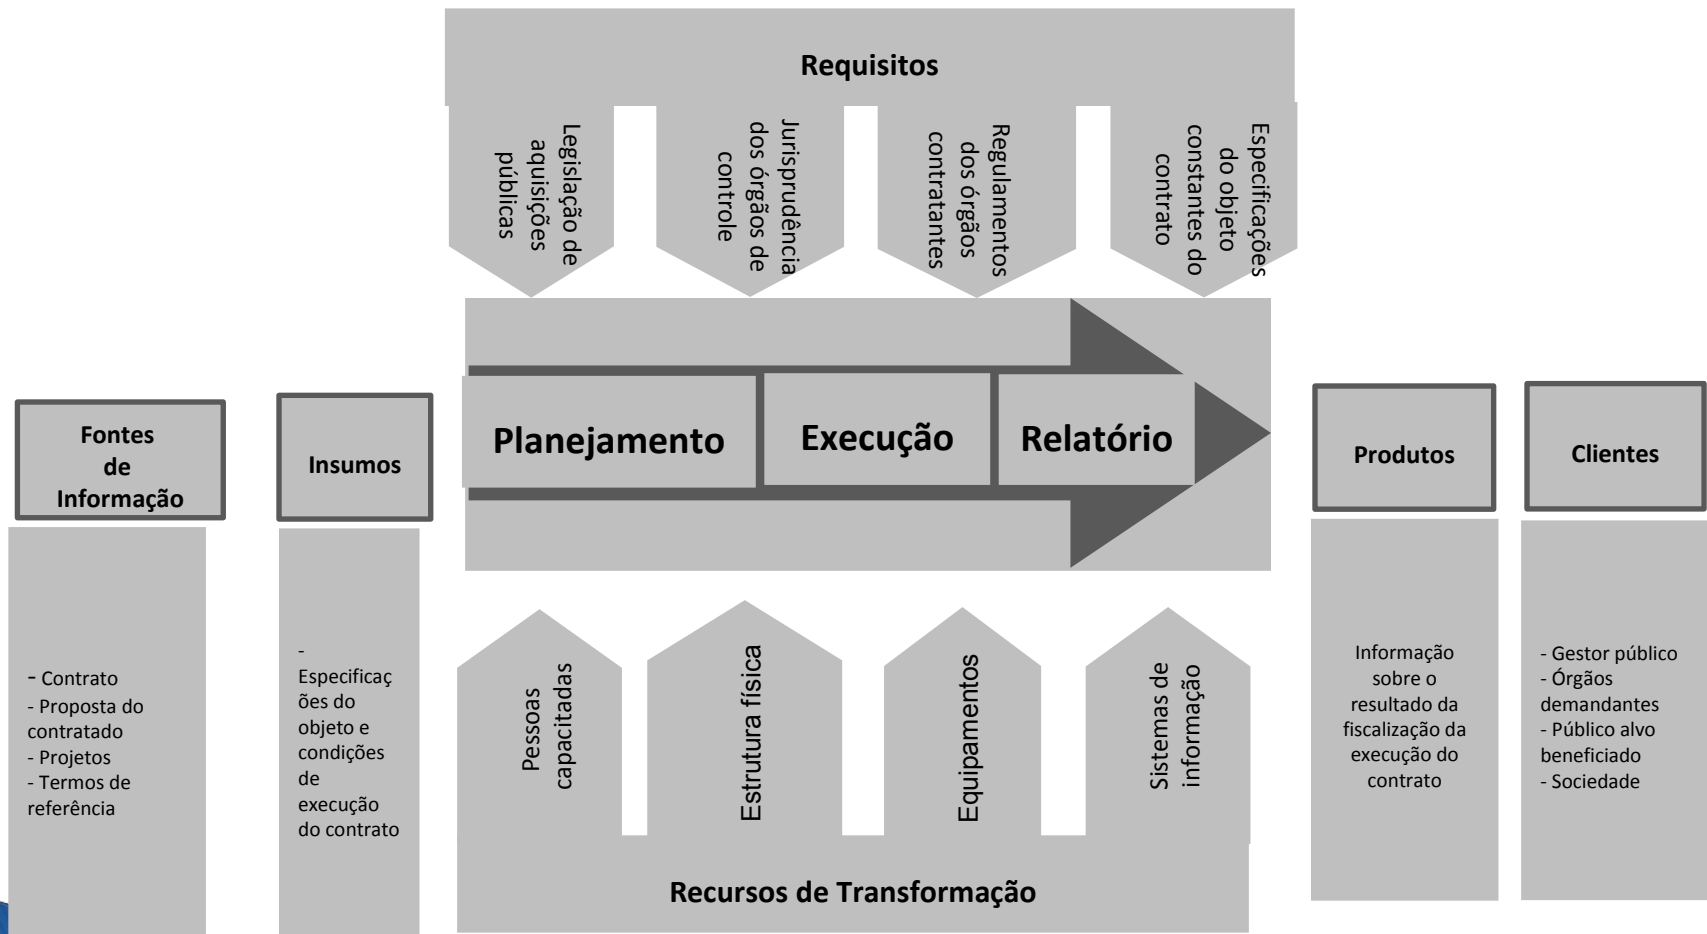 Requisitos
Legislação de
aquisições
públicas
Jurisprudência
dos órgãos de
controle
Regulamentos
dos órgãos
contratantes
Especificações
do objeto
constantes do
contrato
Fontes
de
Informação
Insumos
Planejamento
Execução
Relatório
Produtos
Clientes
- Contrato
- Proposta do
contratado
- Projetos
- Termos de
referência
-
Especificaç
ões do
objeto e
condições
de
execução
do contrato
Pessoas
capacitadas
Estrutura física
Equipamentos
Sistemas de
informação
Informação
sobre o
resultado da
fiscalização da
execução do
contrato
- Gestor público
- Órgãos
demandantes
- Público alvo
beneficiado
- Sociedade
Recursos de Transformação